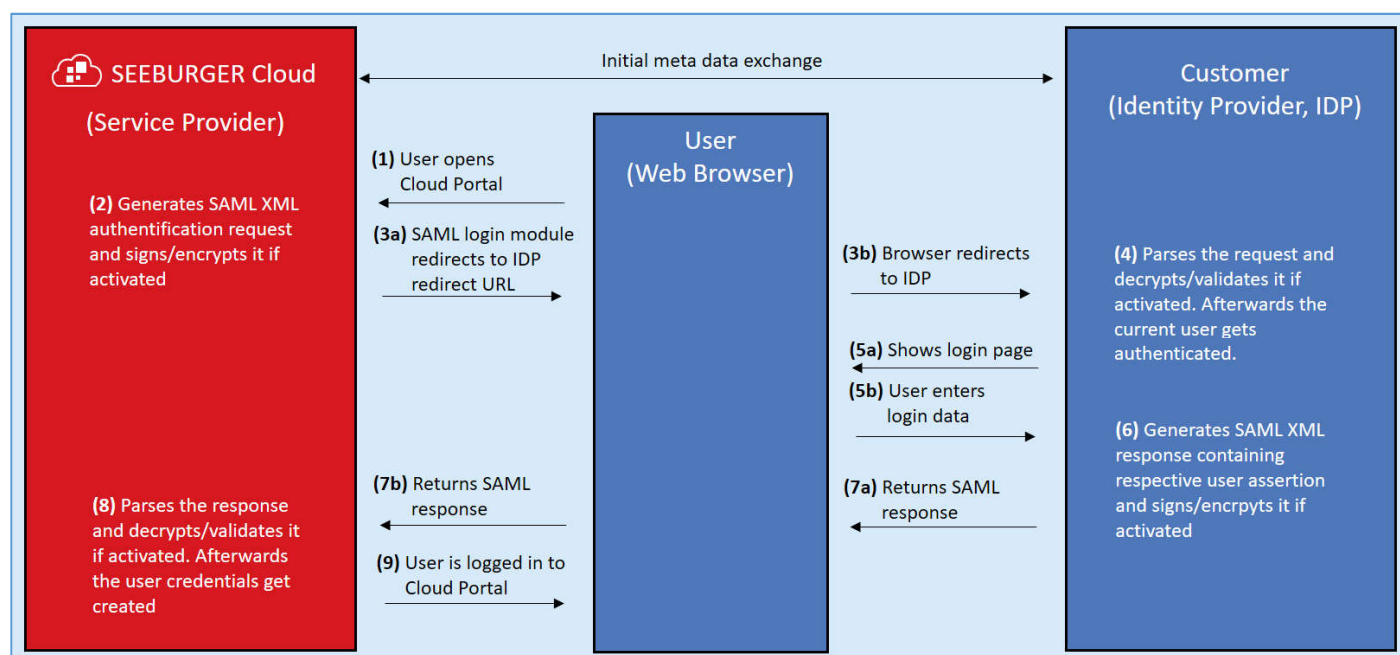 SEEBURGER Cloud
(Service Provider)
Initial meta data exchange
Customer
(Identity Provider, IDP)
User
(Web Browser)
(1) User opens
Cloud Portal
(2) Generates SAML XML
authentification request
and signs/encrypts it if
activated
(3a) SAML login module
redirects to IDP
redirect URL
(3b) Browser redirects
to IDP
(4) Parses the request and
decrypts/validates it if
activated. Afterwards the
current user gets
authenticated.
(5a) Shows login page
(5b) User enters
login data
(6) Generates SAML XML
response containing
respective user assertion
and signs/encrpyts it if
activated
(7a) Returns SAML
response
(7b) Returns SAML
response
(8) Parses the response
and decrypts/validates it
if activated. Afterwards
the user credentials get
created
(9) User is logged in to
Cloud Portal